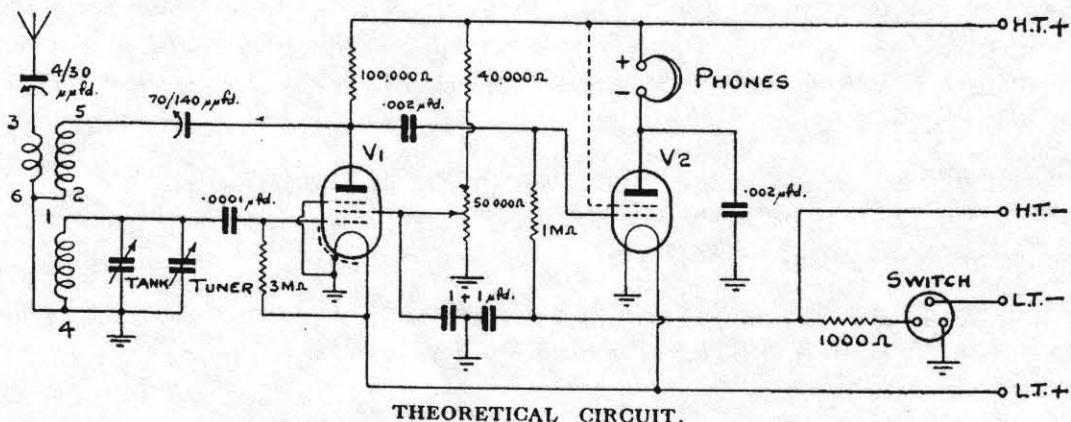 H.T.+
4/30
μμfd.
100,000Ω
40,000Ω
+
-
PHONES
70/140 μμfd.
.002 μfd.
3
5
V1
V2
6
2
.0001 μfd.
50,000Ω
1MΩ
.002 μfd.
H.T.-
1
TANK
TUNER
3MΩ
1 + 1 μfd.
SWITCH
L.T.-
4
1000Ω
L.T.+
THEORETICAL CIRCUIT.